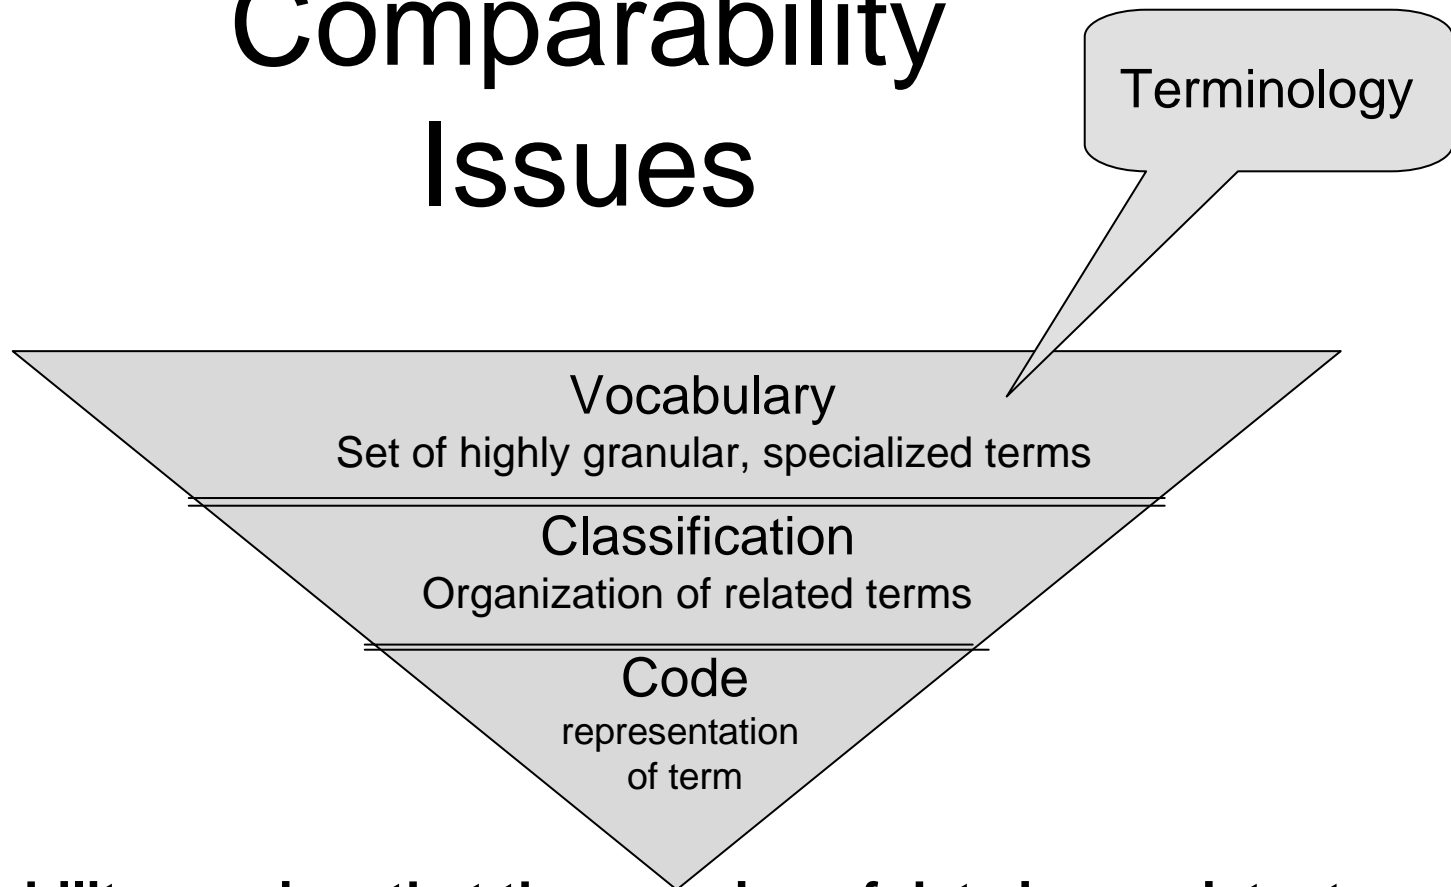 Comparability
Issues
Terminology
Vocabulary
Set of highly granular, specialized terms
Classification
Organization of related terms
Code
representation
of term